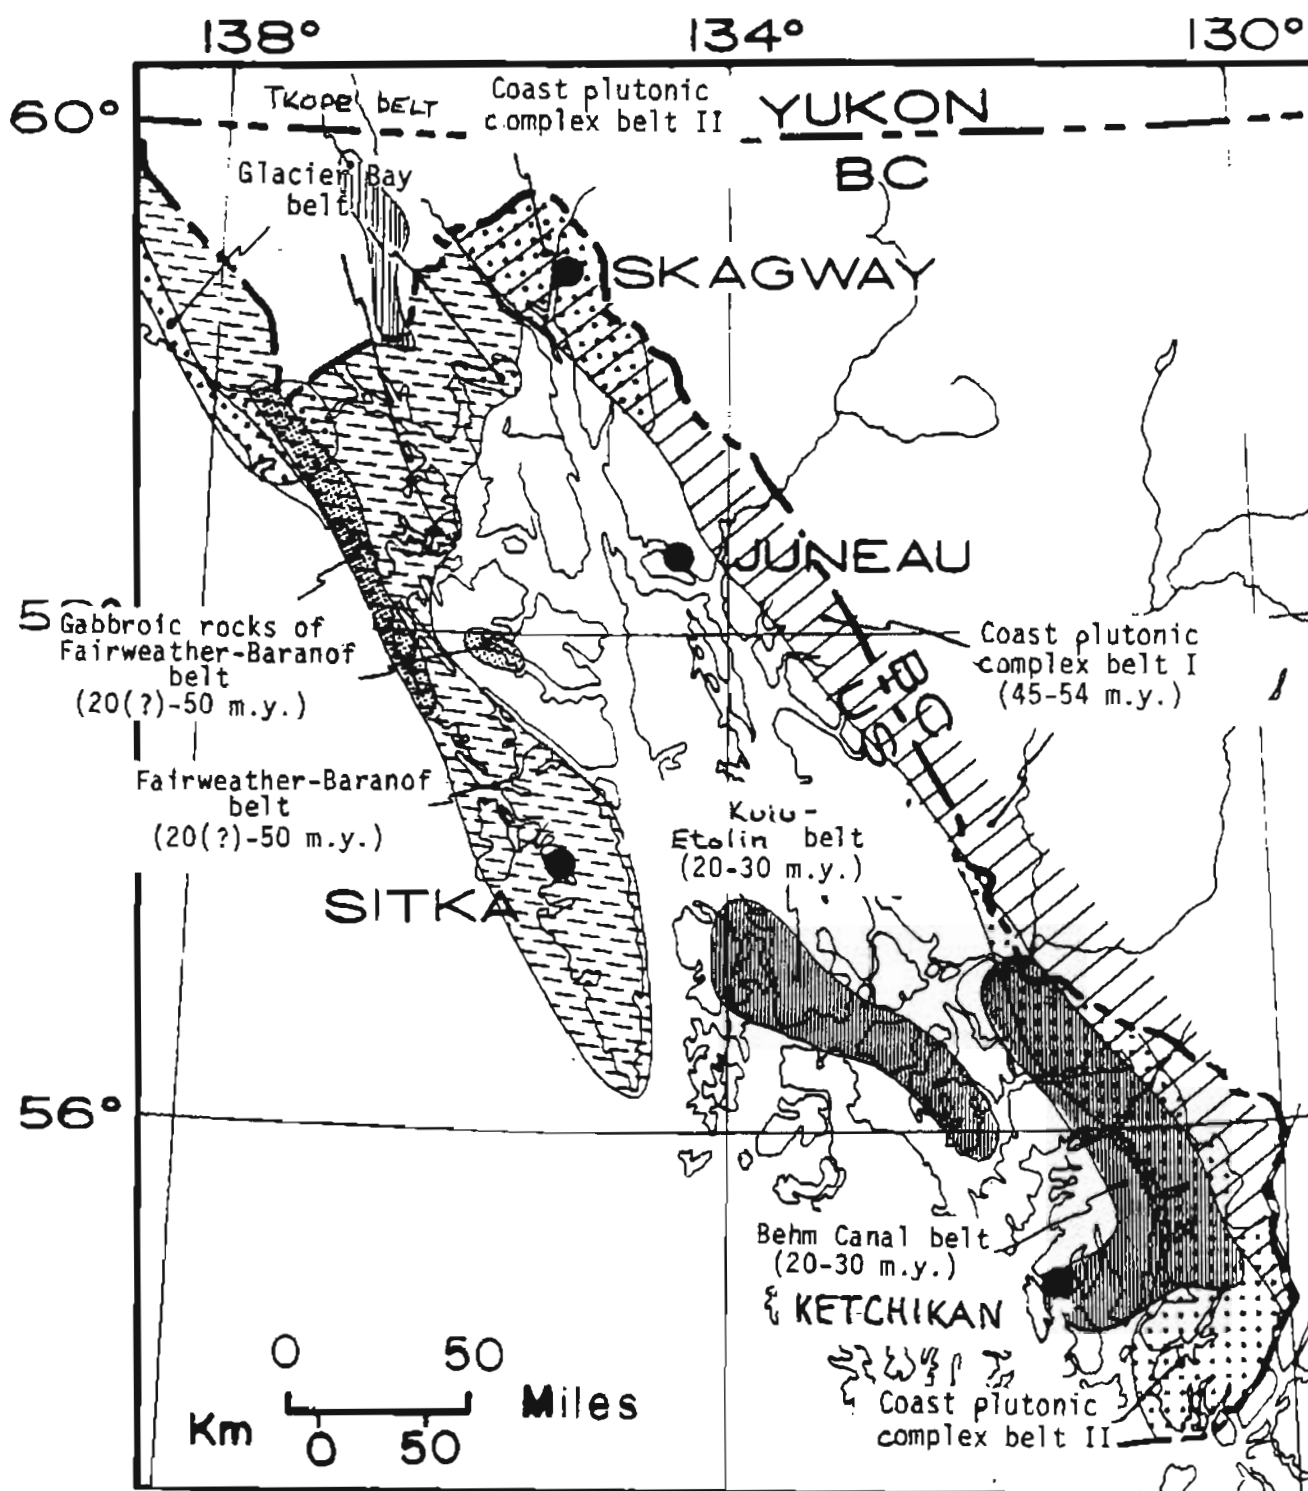 138° 134° 130°
60°
TKope BELT
Coast plutonic
complex belt II
YUKON
BC
Glacier Bay
belt
SKAGWAY
JUNEAU
Gabbroic rocks of
Fairweather-Baranof
belt
(20(?)-50 m.y.)
Coast plutonic
complex belt I
(45-54 m.y.)
B.C.
U.S.
Fairweather-Baranof
belt
(20(?)-50 m.y.)
Kuiu-
Etolin belt
(20-30 m.y.)
SITKA
56°
Behm Canal belt
(20-30 m.y.)
KETCHIKAN
Coast plutonic
complex belt II
0 50
Miles
Km
0 50